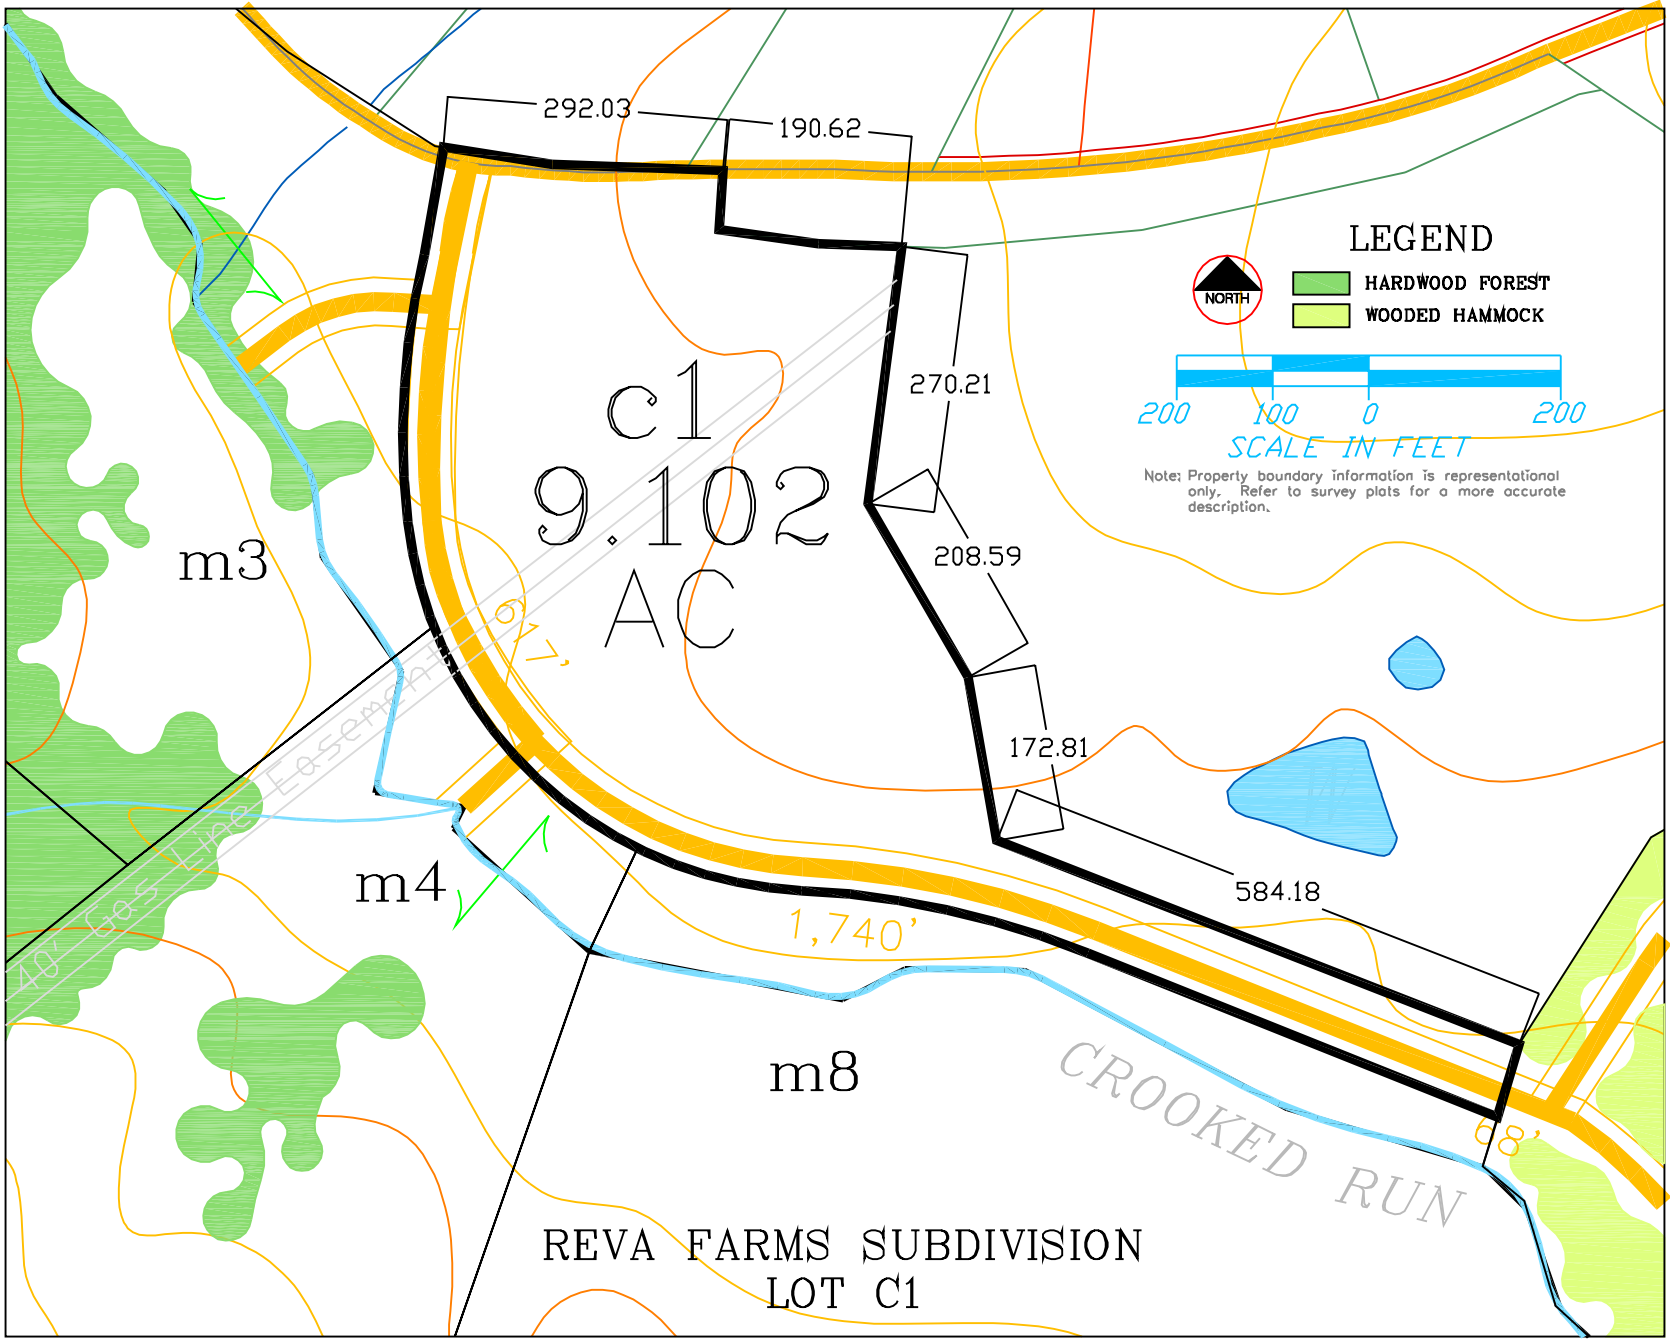 292.03
190.62
LEGEND
HARDWOOD FOREST
WOODED HAMMOCK
NORTH
200 100 0 200
SCALE IN FEET
Note: Property boundary information is representational
only. Refer to survey plats for a more accurate
description.
c1
9.102
AC
270.21
208.59
172.81
584.18
m3
617'
40' Gas Line Easement
m4
1,740'
m8
CROOKED RUN
68'
W
REVA FARMS SUBDIVISION
LOT C1